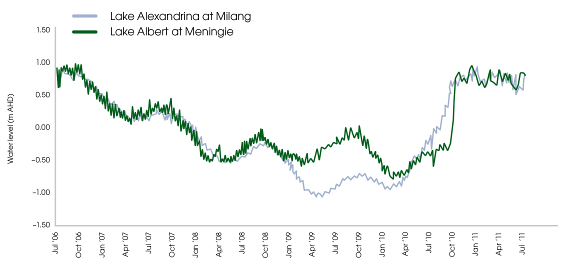 Lake Alexandrina at Milang
Lake Albert at Meningie
Water level (m AHD)
1.50
1.00
0.50
0.00
-0.50
-1.00
-1.50
Jul '06
Oct '06
Jan '07
Apr '07
Jul '07
Oct '07
Jan '08
Apr '08
Jul '08
Oct '08
Jan '09
Apr '09
Jul '09
Oct '09
Jan '10
Apr '10
Jul '10
Oct '10
Jan '11
Apr '11
Jul '11